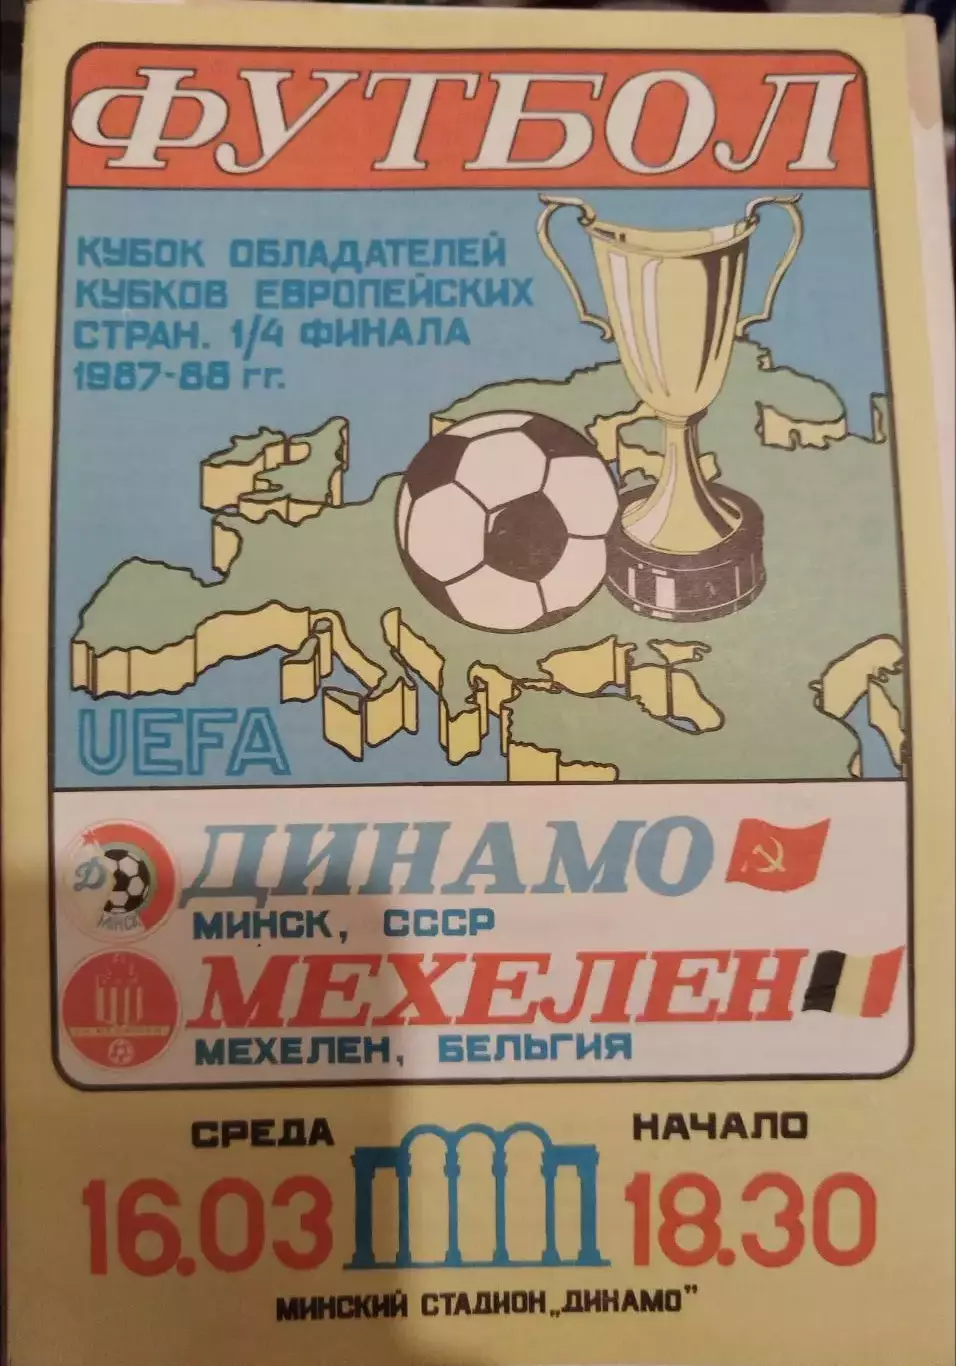 ФУТБОЛ
КУБОК ОБЛАДАТЕЛЕЙ
КУБКОВ ЕВРОПЕЙСКИХ
СТРАН. 1/4 ФИНАЛА
1987-88 гг.
UEFA
Д
МІНСК
ДИНАМО
МИНСК, СССР
МЕХЕЛЕН
МЕХЕЛЕН, БЕЛЬГИЯ
СРЕДА
16.03
НАЧАЛО
18.30
МИНСКИЙ СТАДИОН „ДИНАМО"